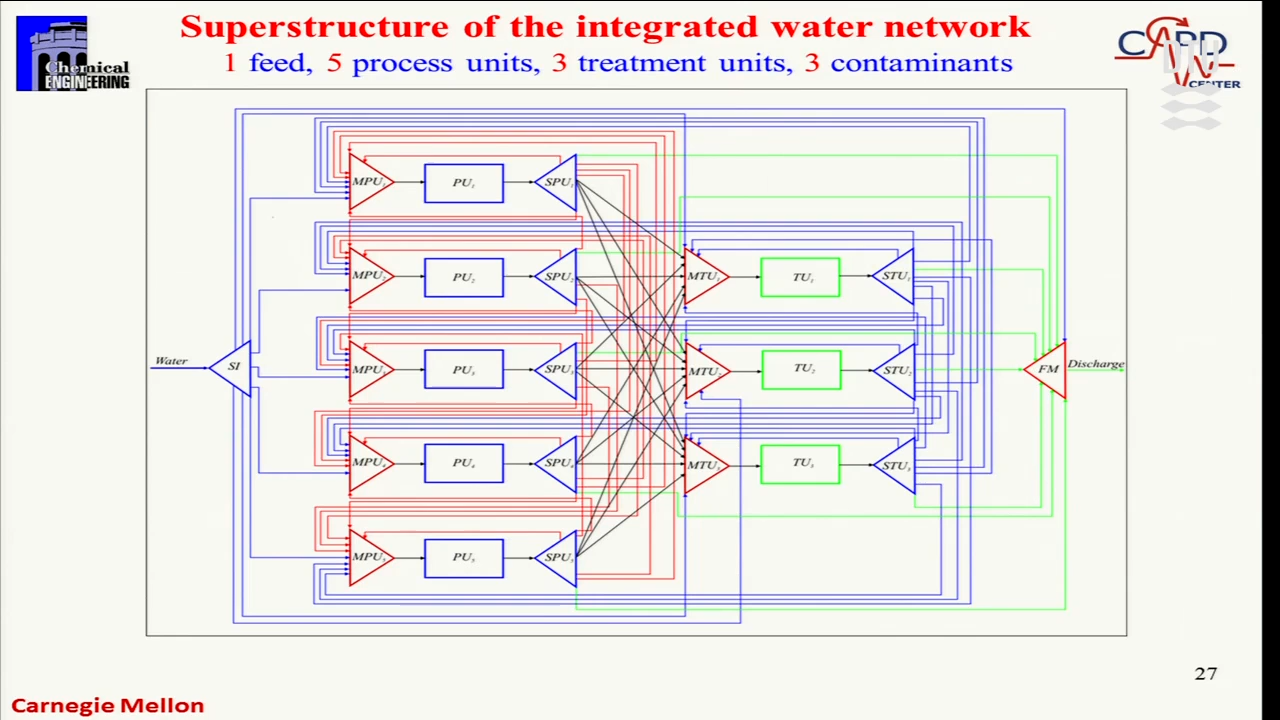 Superstructure of the integrated water network
1 feed, 5 process units, 3 treatment units, 3 contaminants
Chemical
ENGINEERING
CAPD
CENTER
MPU₁ PU₁ SPU₁
MPU₂ PU₂ SPU₂ MTU₁ TU₁ STU₁
Water SI MPU₃ PU₃ SPU₃ MTU₂ TU₂ STU₂ FM Discharge
MPU₄ PU₄ SPU₄ MTU₃ TU₃ STU₃
MPU₅ PU₅ SPU₅
27
Carnegie Mellon